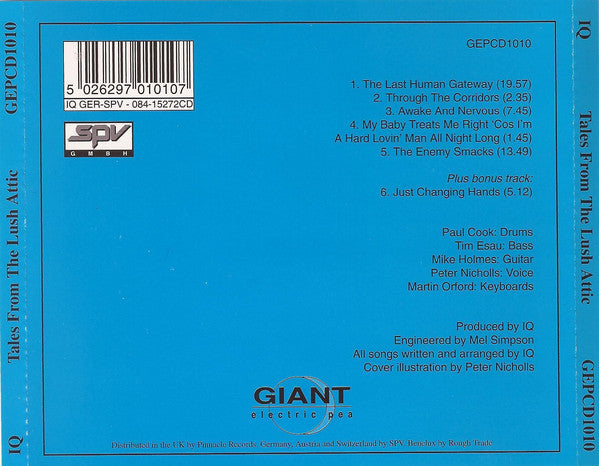 IQ Tales From The Lush Attic GEPCD1010
5 026297 010107
IQ GER-SPV - 084-15272CD
spv
GMBH
GEPCD1010
1. The Last Human Gateway (19.57)
2. Through The Corridors (2.35)
3. Awake And Nervous (7.45)
4. My Baby Treats Me Right ‘Cos I’m
A Hard Lovin’ Man All Night Long (1.45)
5. The Enemy Smacks (13.49)
Plus bonus track:
6. Just Changing Hands (5.12)
Paul Cook: Drums
Tim Esau: Bass
Mike Holmes: Guitar
Peter Nicholls: Voice
Martin Orford: Keyboards
Produced by IQ
Engineered by Mel Simpson
All songs written and arranged by IQ
Cover illustration by Peter Nicholls
GIANT
electric pea
Distributed in the UK by Pinnacle Records, Germany, Austria and Switzerland by SPV. Benelux by Rough Trade
IQ Tales From The Lush Attic GEPCD1010